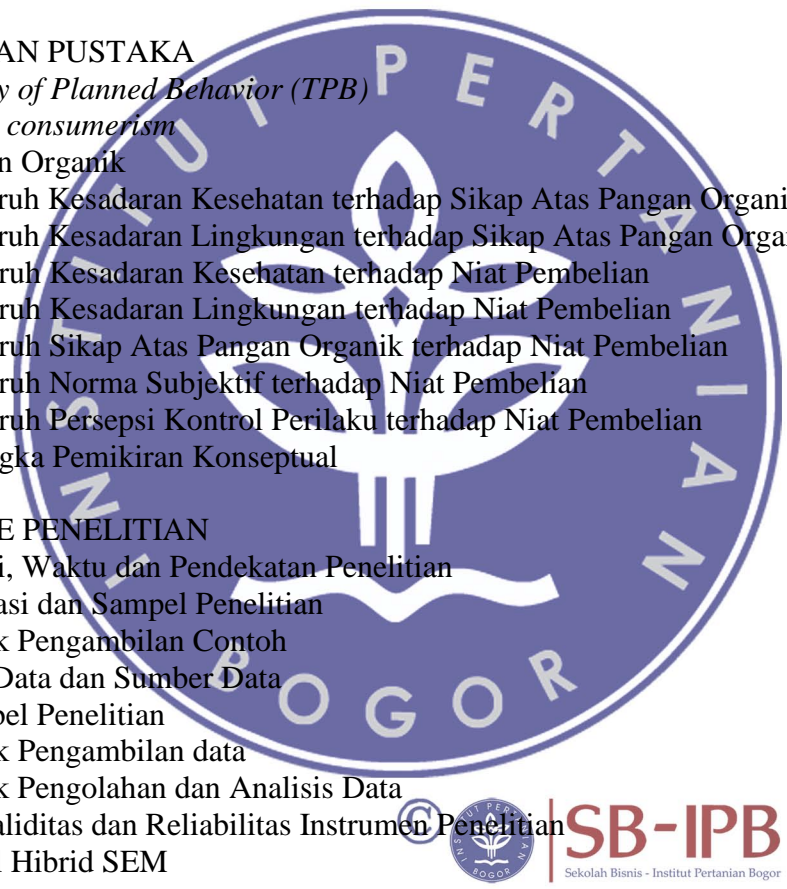 AN PUSTAKA
y of Planned Behavior (TPB)
consumerism
n Organik
ruh Kesadaran Kesehatan terhadap Sikap Atas Pangan Organi
ruh Kesadaran Lingkungan terhadap Sikap Atas Pangan Orga
ruh Kesadaran Kesehatan terhadap Niat Pembelian
ruh Kesadaran Lingkungan terhadap Niat Pembelian
ruh Sikap Atas Pangan Organik terhadap Niat Pembelian
ruh Norma Subjektif terhadap Niat Pembelian
ruh Persepsi Kontrol Perilaku terhadap Niat Pembelian
gka Pemikiran Konseptual
E PENELITIAN
i, Waktu dan Pendekatan Penelitian
asi dan Sampel Penelitian
k Pengambilan Contoh
Data dan Sumber Data
bel Penelitian
k Pengambilan data
k Pengolahan dan Analisis Data
aliditas dan Reliabilitas Instrumen Penelitian
Hibrid SEM
INSTITUT PERTANIAN
BOGOR
©
INSTITUT PERTANIAN
BOGOR
SB-IPB
Sekolah Bisnis - Institut Pertanian Bogor